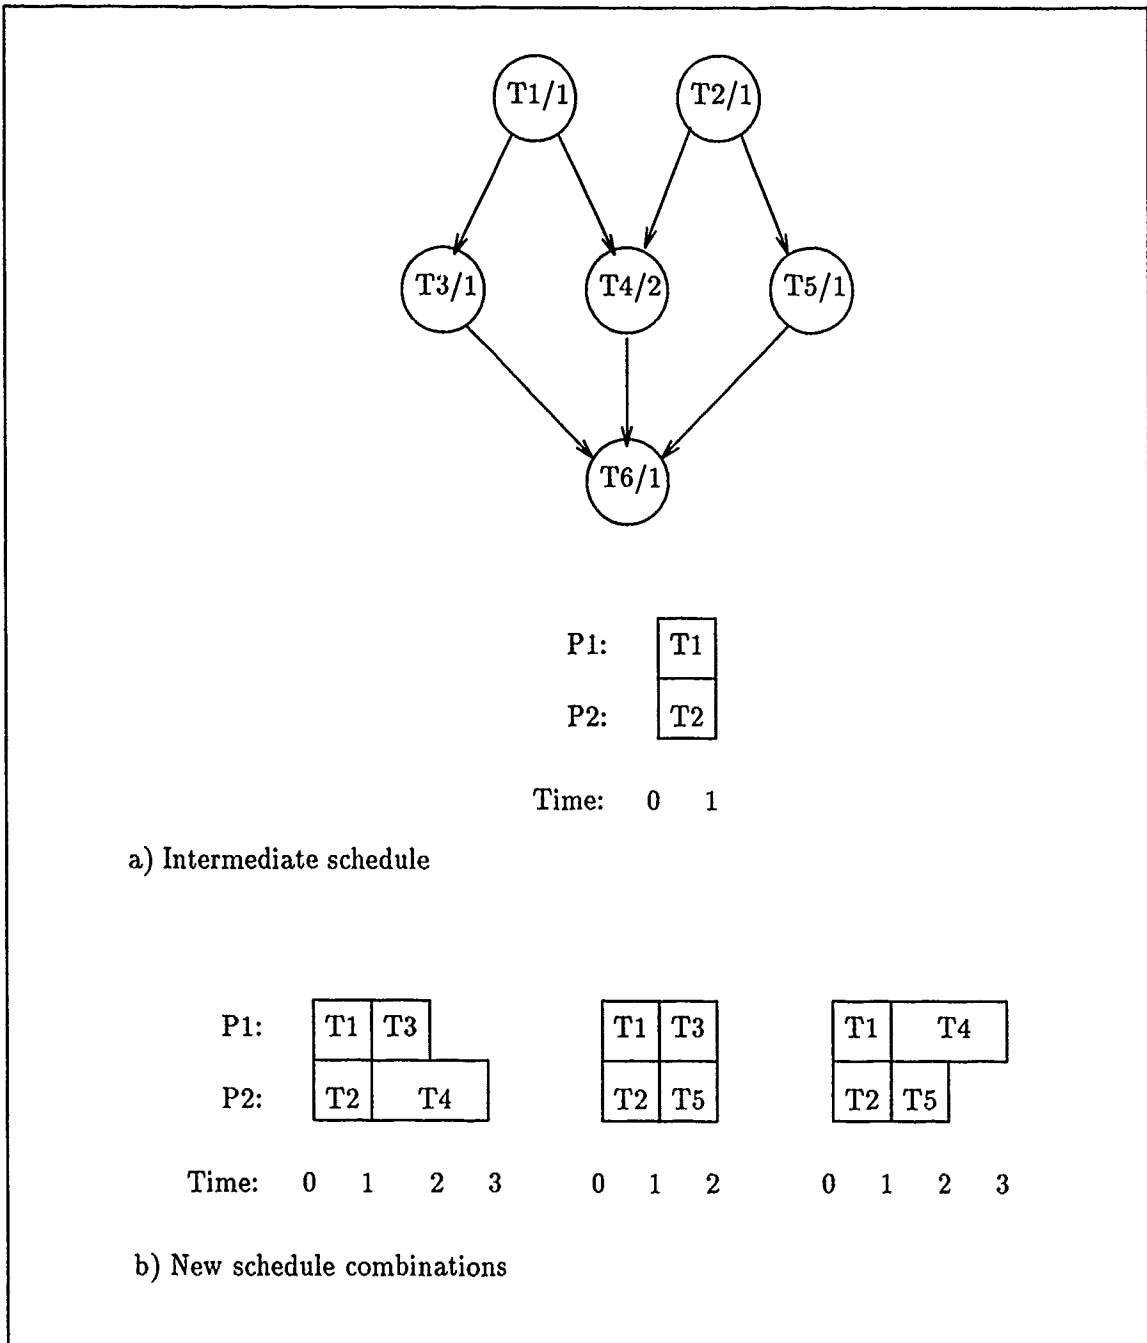 T1/1 T2/1
T3/1 T4/2 T5/1
T6/1
P1: T1
P2: T2
Time: 0 1
a) Intermediate schedule
P1: T1 T3 T1 T3 T1 T4
P2: T2 T4 T2 T5 T2 T5
Time: 0 1 2 3 0 1 2 0 1 2 3
b) New schedule combinations